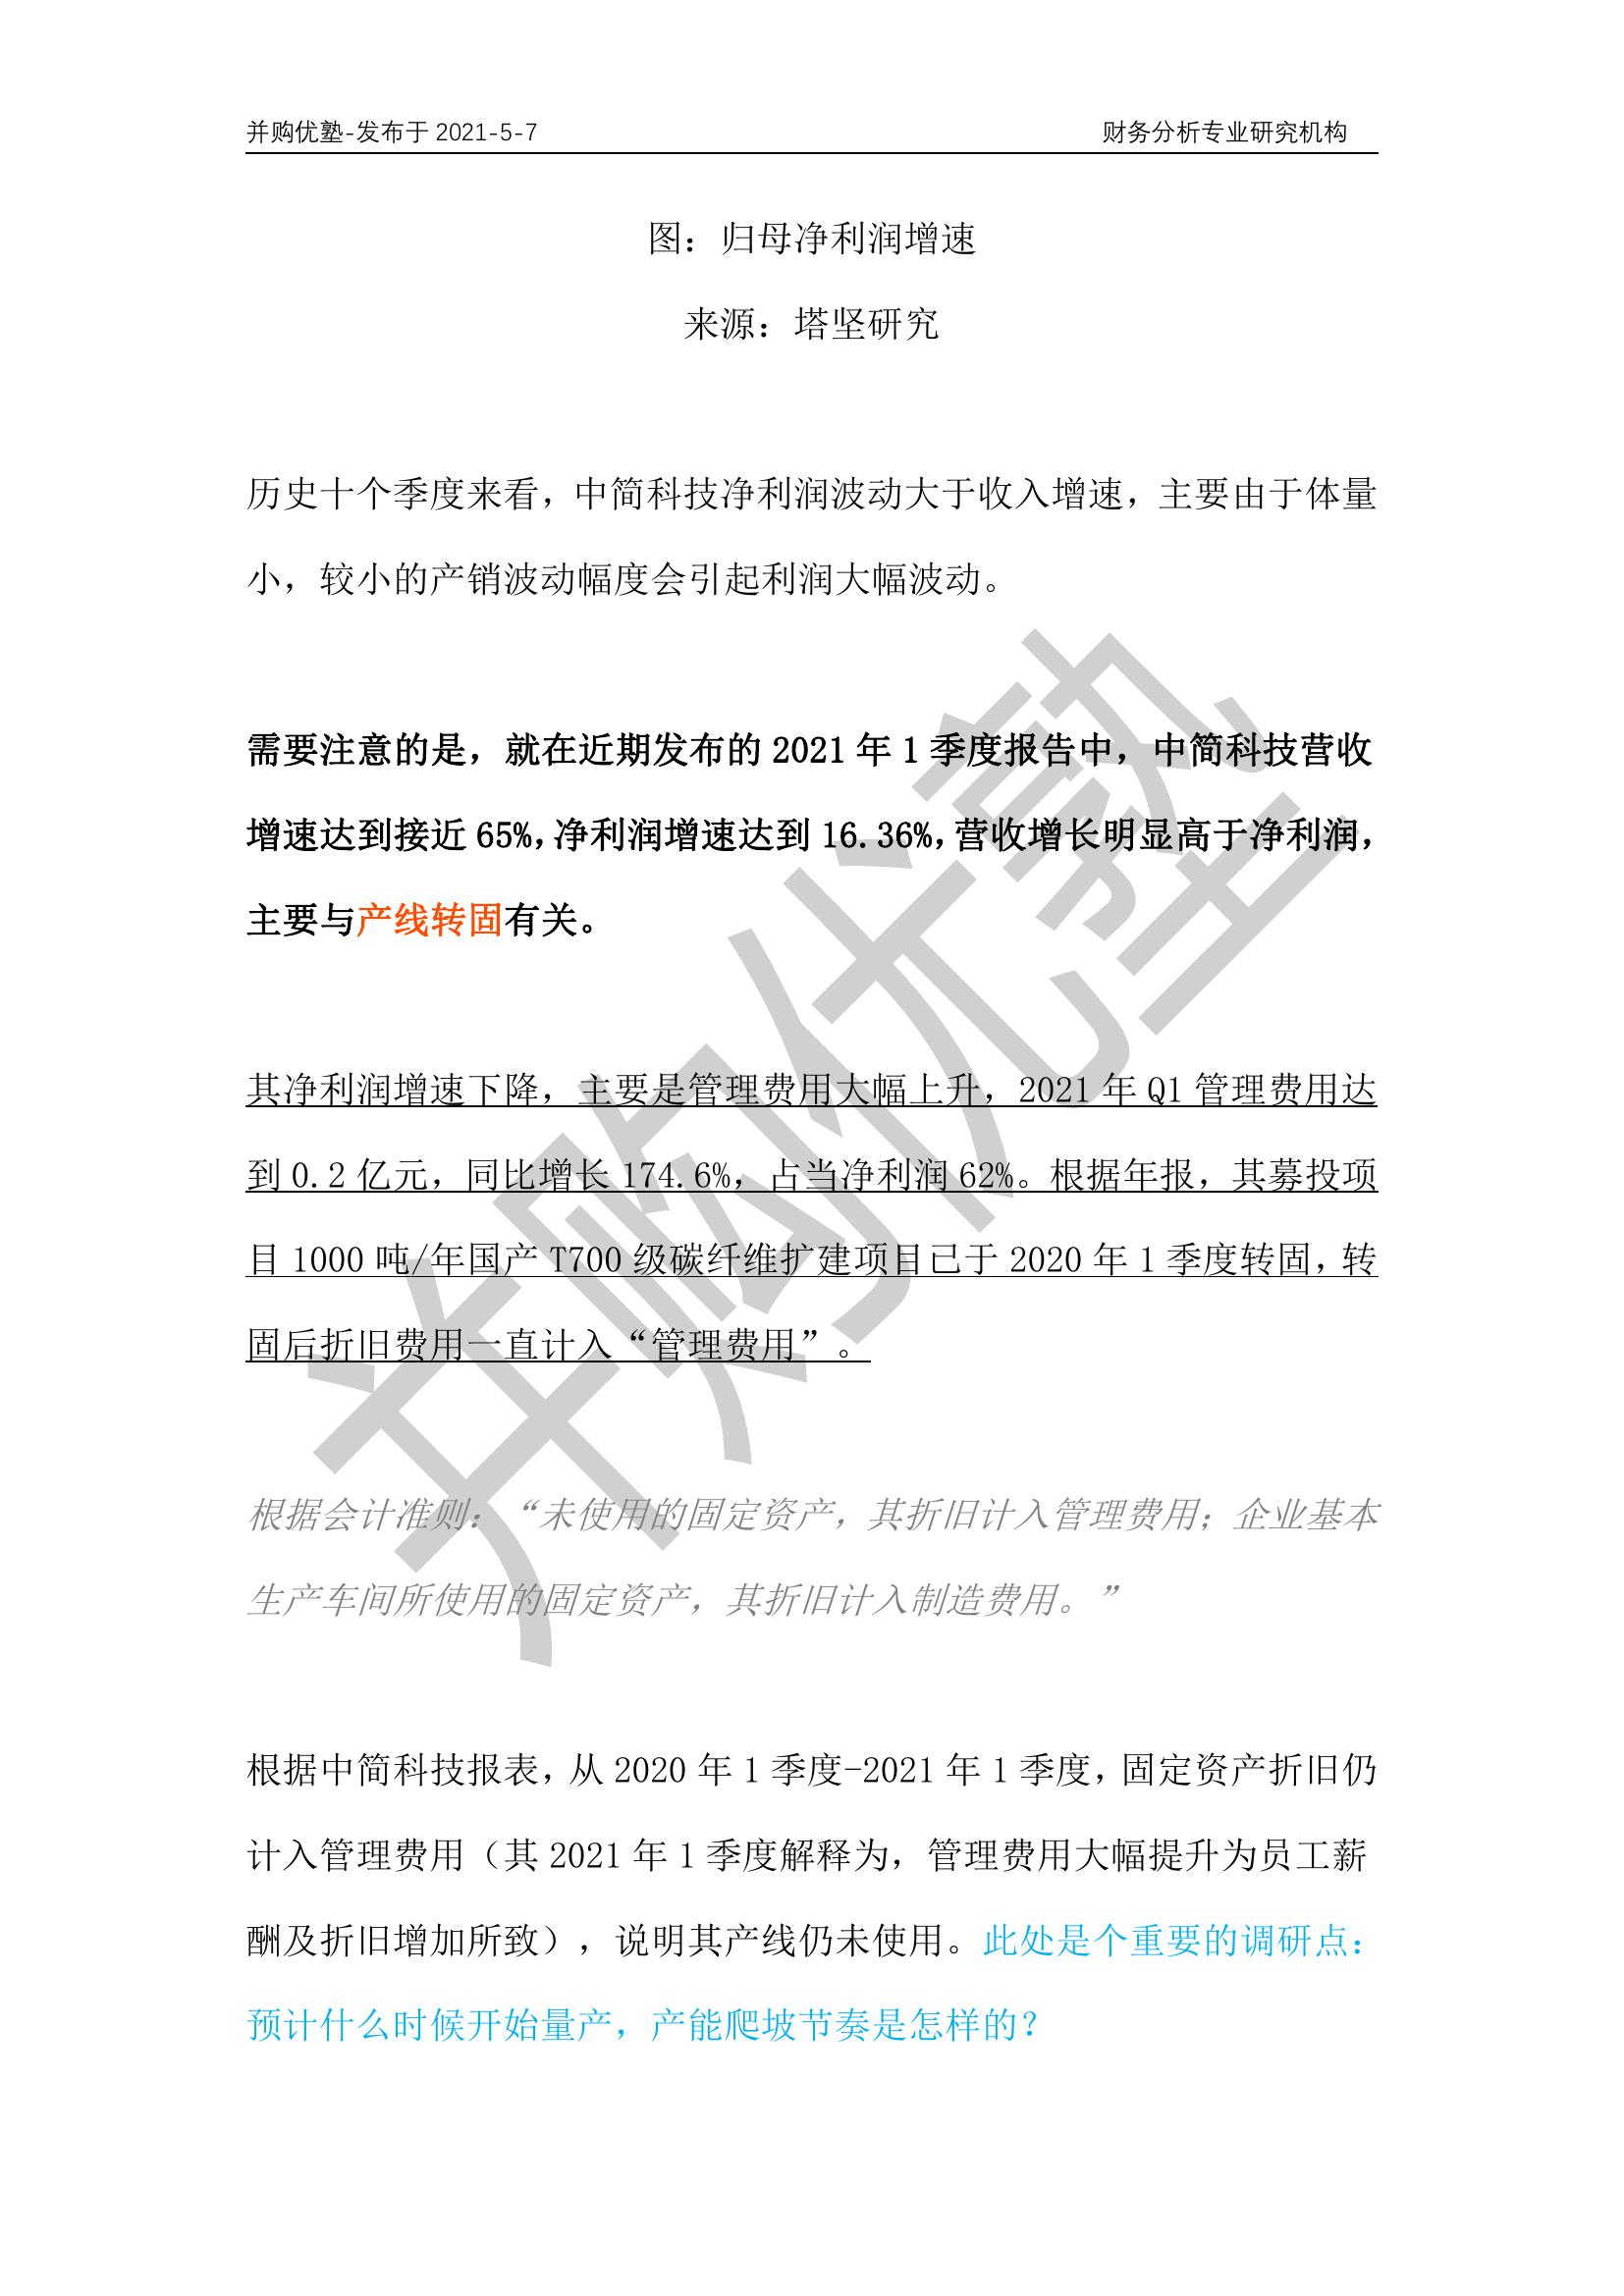 并购优塾-发布于 2021-5-7 财务分析专业研究机构
图：归母净利润增速
来源：塔坚研究
历史十个季度来看，中简科技净利润波动大于收入增速，主要由于体量
小，较小的产销波动幅度会引起利润大幅波动。
需要注意的是，就在近期发布的 2021 年 1 季度报告中，中简科技营收
增速达到接近 65%，净利润增速达到 16.36%，营收增长明显高于净利润，
主要与产线转固有关。
其净利润增速下降，主要是管理费用大幅上升，2021 年 Q1 管理费用达
到 0.2 亿元，同比增长 174.6%，占当净利润 62%。根据年报，其募投项
目 1000 吨/年国产 T700 级碳纤维扩建项目已于 2020 年 1 季度转固，转
固后折旧费用一直计入“管理费用”。
根据会计准则：“未使用的固定资产，其折旧计入管理费用；企业基本
生产车间所使用的固定资产，其折旧计入制造费用。”
根据中简科技报表，从 2020 年 1 季度-2021 年 1 季度，固定资产折旧仍
计入管理费用（其 2021 年 1 季度解释为，管理费用大幅提升为员工薪
酬及折旧增加所致），说明其产线仍未使用。此处是个重要的调研点：
预计什么时候开始量产，产能爬坡节奏是怎样的？
并购优塾